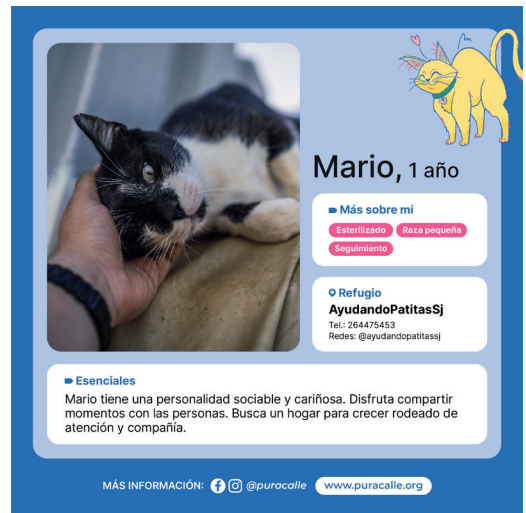 Mario, 1 año
Más sobre mi
Esterilizado Raza pequeña
Seguimiento
Refugio
AyudandoPatitasSj
Tel.: 264475453
Redes: @ayudandopatitassj
Esenciales
Mario tiene una personalidad sociable y cariñosa. Disfruta compartir
momentos con las personas. Busca un hogar para crecer rodeado de
atención y compañía.
MÁS INFORMACIÓN: @puracalle www.puracalle.org